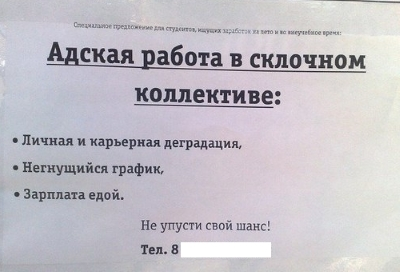 Специальное предложение для студентов, ищущих заработок на лето и во внеучебное время:
Адская работа в склочном
коллективе:
• Личная и карьерная деградация,
• Негнущийся график,
• Зарплата едой.
Не упусти свой шанс!
Тел. 8